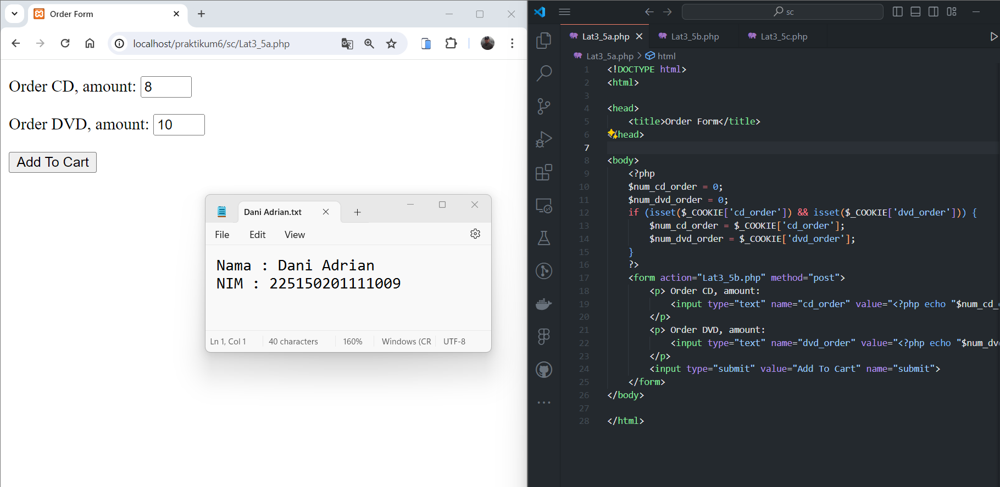 Order Form
localhost/praktikum6/sc/Lat3_5a.php
Order CD, amount: 8
Order DVD, amount: 10
Add To Cart
Dani Adrian.txt
File Edit View
Nama : Dani Adrian
NIM : 225150201111009
Ln 1, Col 1 40 characters 160% Windows (CR UTF-8
sc
Lat3_5a.php Lat3_5b.php Lat3_5c.php
Lat3_5a.php > html
1 <!DOCTYPE html>
2 <html>
3
4 <head>
5 <title>Order Form</title>
6 </head>
7
8 <body>
9 <?php
10 $num_cd_order = 0;
11 $num_dvd_order = 0;
12 if (isset($_COOKIE['cd_order']) && isset($_COOKIE['dvd_order'])) {
13 $num_cd_order = $_COOKIE['cd_order'];
14 $num_dvd_order = $_COOKIE['dvd_order'];
15 }
16 ?>
17 <form action="Lat3_5b.php" method="post">
18 <p> Order CD, amount:
19 <input type="text" name="cd_order" value="<?php echo "$num_cd_
20 </p>
21 <p> Order DVD, amount:
22 <input type="text" name="dvd_order" value="<?php echo "$num_dv
23 </p>
24 <input type="submit" value="Add To Cart" name="submit">
25 </form>
26 </body>
27
28 </html>